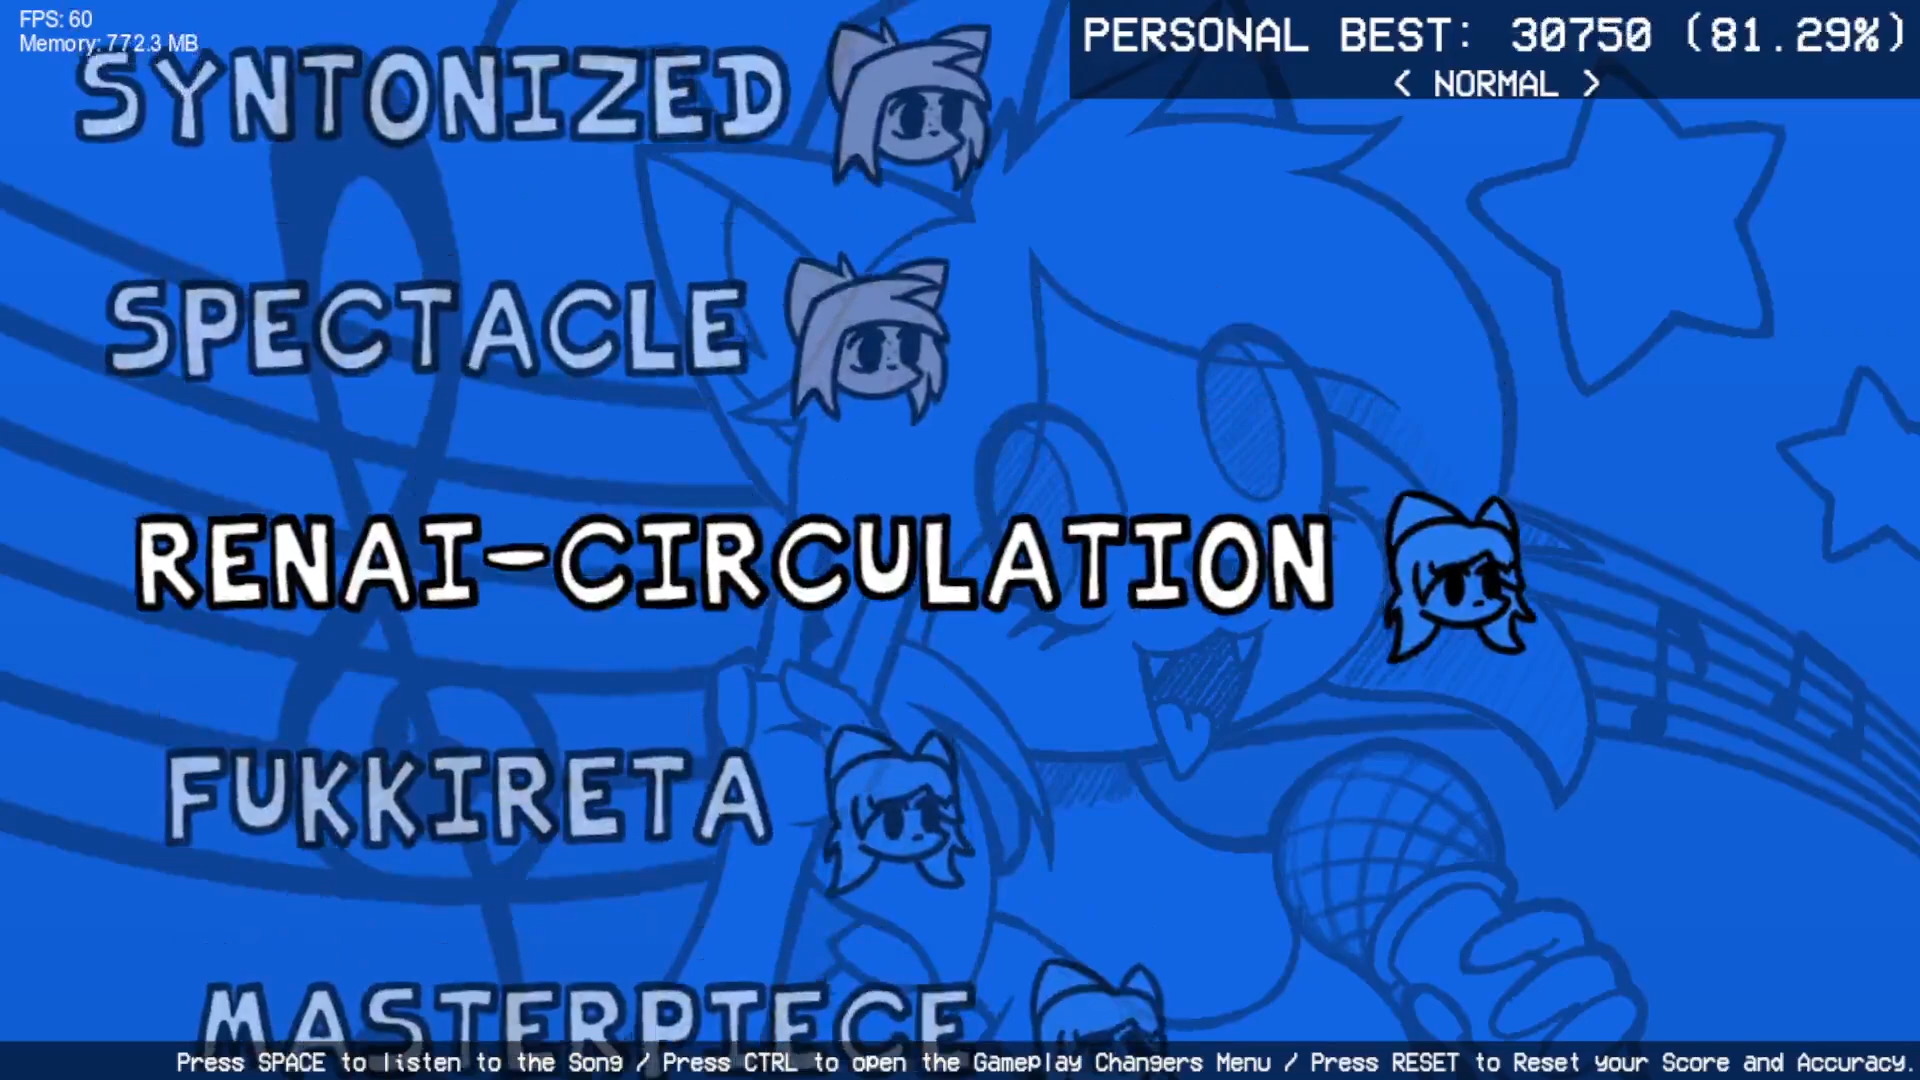 FPS: 60
Memory: 772.3 MB
PERSONAL BEST: 30750 (81.29%)
< NORMAL >
SYNTONIZED
SPECTACLE
RENAI-CIRCULATION
FUKKIRETA
MASTERPIECE
Press SPACE to listen to the Song / Press CTRL to open the Gameplay Changers Menu / Press RESET to Reset your Score and Accuracy.